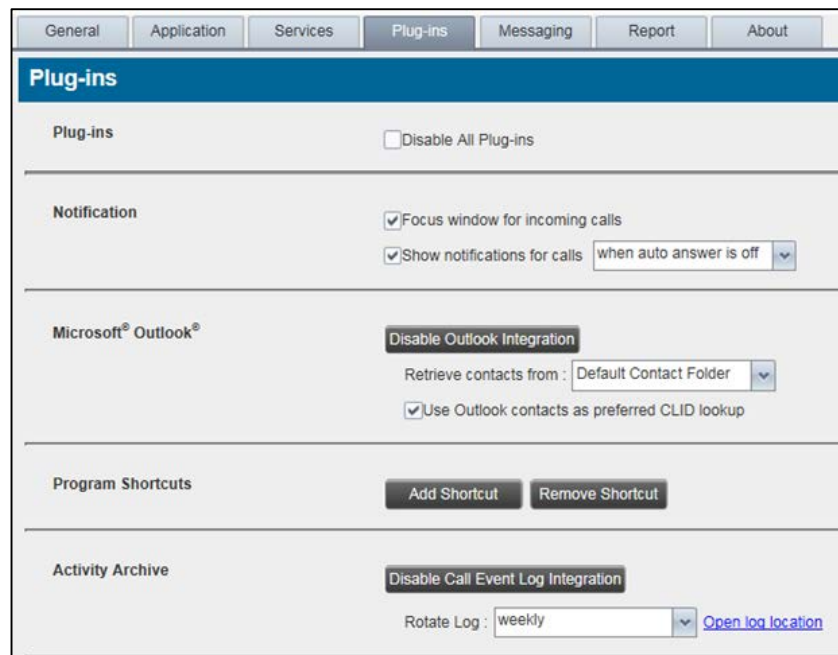 General Application Services Plug-ins Messaging Report About
Plug-ins
Plug-ins
Disable All Plug-ins
Notification
Focus window for incoming calls
Show notifications for calls when auto answer is off
Microsoft® Outlook®
Disable Outlook Integration
Retrieve contacts from : Default Contact Folder
Use Outlook contacts as preferred CLID lookup
Program Shortcuts
Add Shortcut Remove Shortcut
Activity Archive
Disable Call Event Log Integration
Rotate Log : weekly Open log location